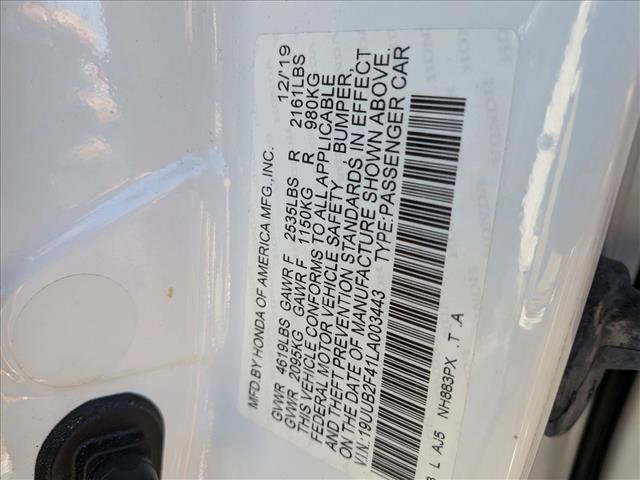 MFD.BY HONDA OF AMERICA MFG.,INC. 12/'19
GVWR 4619LBS GAWR F 2535LBS R 2161LBS
GVWR 2095KG GAWR F 1150KG R 980KG
THIS VEHICLE CONFORMS TO ALL APPLICABLE
FEDERAL MOTOR VEHICLE SAFETY , BUMPER,
AND THEFT PREVENTION STANDARDS IN EFFECT
ON THE DATE OF MANUFACTURE SHOWN ABOVE.
V.I.N.:19UUB2F41LA003443 TYPE:PASSENGER CAR
L AJ5 NH883PX .T .A
HONDA